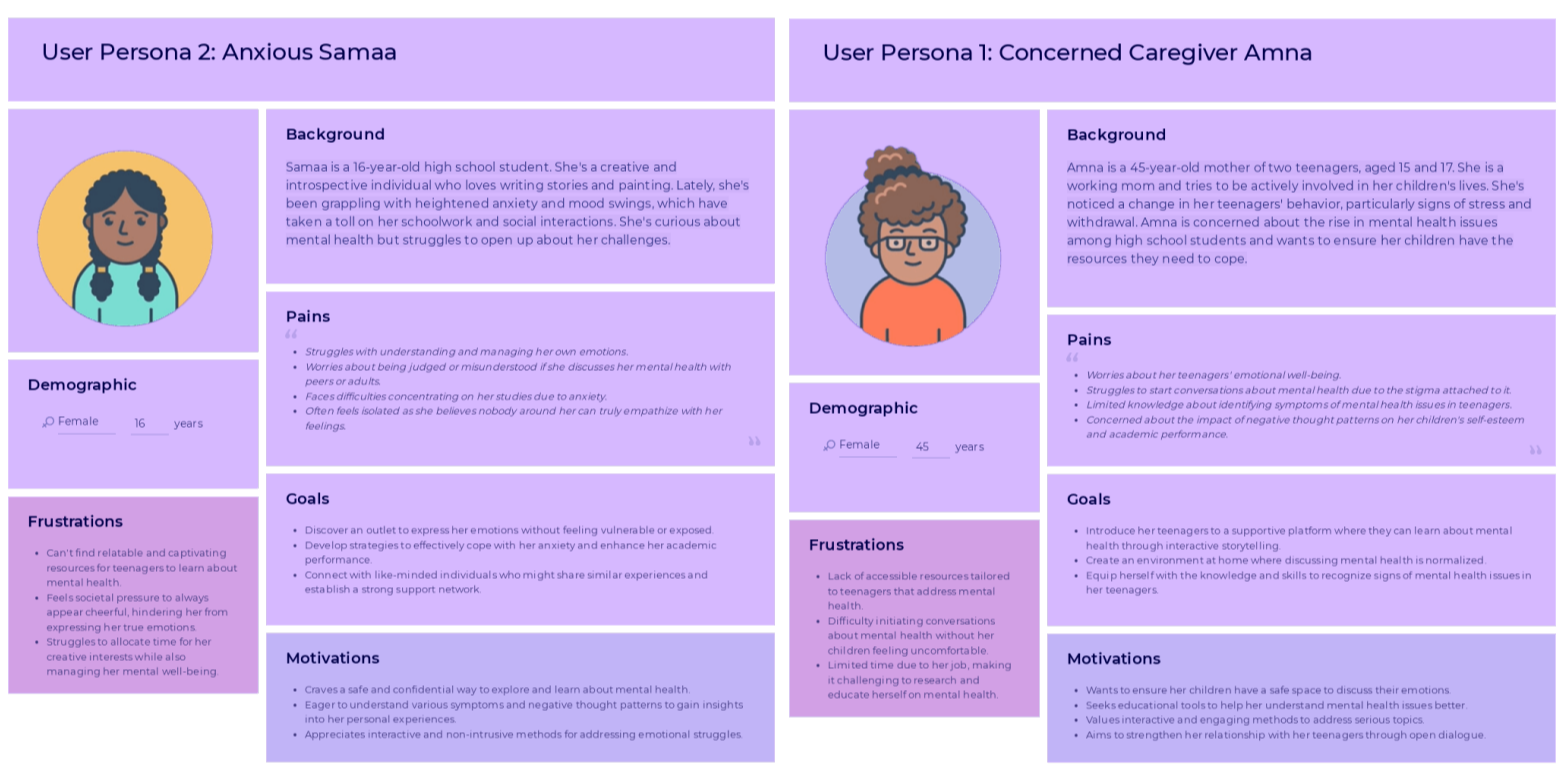 User Persona 2: Anxious Samaa
Background
Samaa is a 16-year-old high school student. She's a creative and
introspective individual who loves writing stories and painting. Lately, she's
been grappling with heightened anxiety and mood swings, which have
taken a toll on her schoolwork and social interactions. She's curious about
mental health but struggles to open up about her challenges.
Demographic
Female 16 years
Frustrations
• Can't find relatable and captivating
resources for teenagers to learn about
mental health.
• Feels societal pressure to always
appear cheerful, hindering her from
expressing her true emotions.
• Struggles to allocate time for her
creative interests while also
managing her mental well-being.
Pains
“
• Struggles with understanding and managing her own emotions.
• Worries about being judged or misunderstood if she discusses her mental health with
peers or adults.
• Faces difficulties concentrating on her studies due to anxiety.
• Often feels isolated as she believes nobody around her can truly empathize with her
feelings.
”
Goals
• Discover an outlet to express her emotions without feeling vulnerable or exposed.
• Develop strategies to effectively cope with her anxiety and enhance her academic
performance.
• Connect with like-minded individuals who might share similar experiences and
establish a strong support network.
Motivations
• Craves a safe and confidential way to explore and learn about mental health.
• Eager to understand various symptoms and negative thought patterns to gain insights
into her personal experiences.
• Appreciates interactive and non-intrusive methods for addressing emotional struggles.
User Persona 1: Concerned Caregiver Amna
Background
Amna is a 45-year-old mother of two teenagers, aged 15 and 17. She is a
working mom and tries to be actively involved in her children's lives. She's
noticed a change in her teenagers' behavior, particularly signs of stress and
withdrawal. Amna is concerned about the rise in mental health issues
among high school students and wants to ensure her children have the
resources they need to cope.
Demographic
Female 45 years
Frustrations
• Lack of accessible resources tailored
to teenagers that address mental
health.
• Difficulty initiating conversations
about mental health without her
children feeling uncomfortable.
• Limited time due to her job, making
it challenging to research and
educate herself on mental health.
Pains
“
• Worries about her teenagers' emotional well-being.
• Struggles to start conversations about mental health due to the stigma attached to it.
• Limited knowledge about identifying symptoms of mental health issues in teenagers.
• Concerned about the impact of negative thought patterns on her children's self-esteem
and academic performance.
”
Goals
• Introduce her teenagers to a supportive platform where they can learn about mental
health through interactive storytelling.
• Create an environment at home where discussing mental health is normalized.
• Equip herself with the knowledge and skills to recognize signs of mental health issues in
her teenagers.
Motivations
• Wants to ensure her children have a safe space to discuss their emotions.
• Seeks educational tools to help her understand mental health issues better.
• Values interactive and engaging methods to address serious topics.
• Aims to strengthen her relationship with her teenagers through open dialogue.